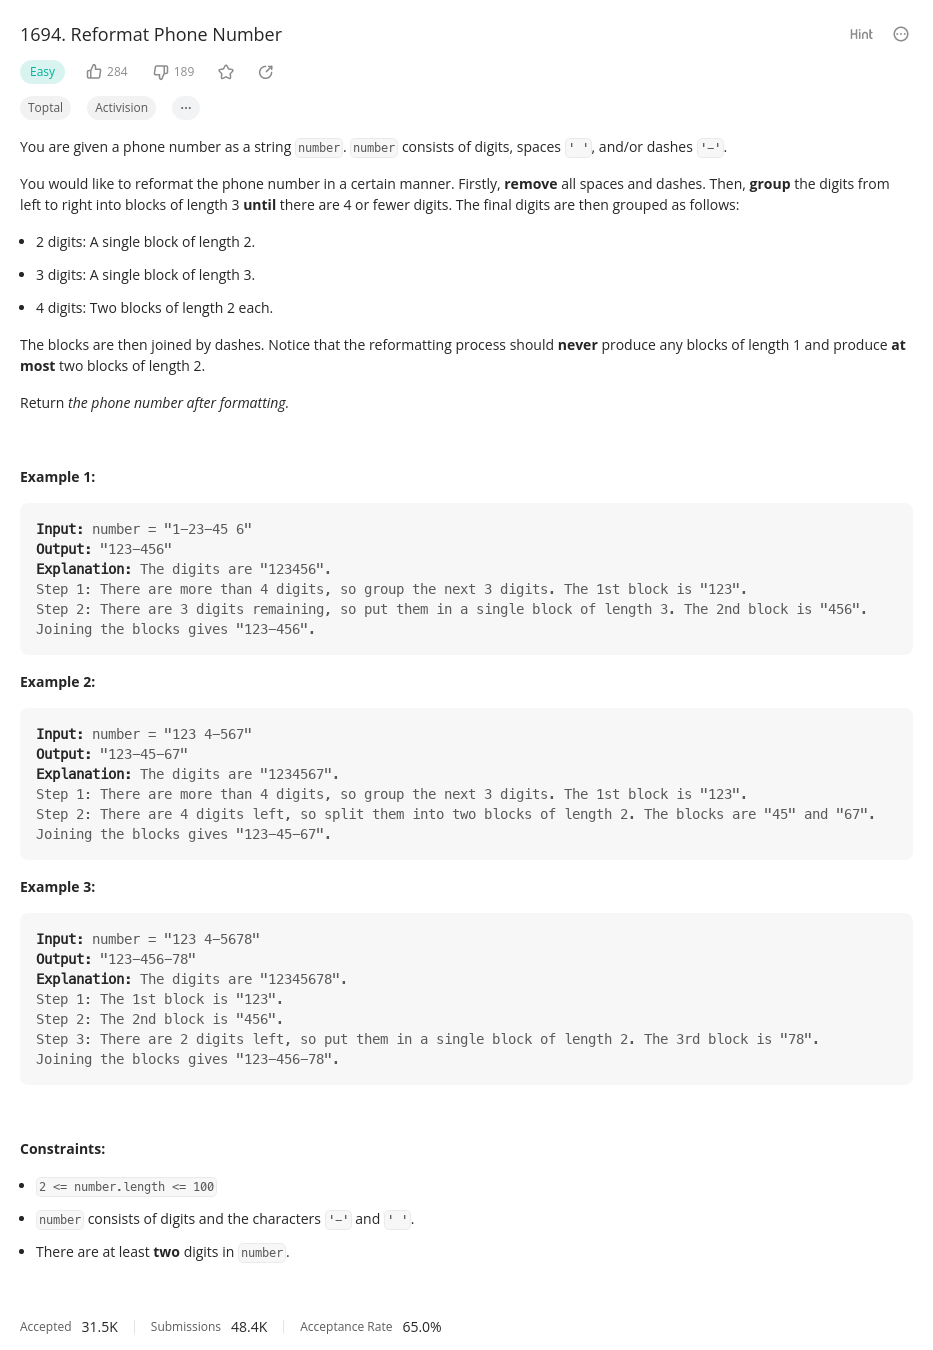 1694. Reformat Phone Number
Hint
Easy
284
189
Toptal
Activision
You are given a phone number as a string number. number consists of digits, spaces ' ', and/or dashes '-'.
You would like to reformat the phone number in a certain manner. Firstly, remove all spaces and dashes. Then, group the digits from
left to right into blocks of length 3 until there are 4 or fewer digits. The final digits are then grouped as follows:
• 2 digits: A single block of length 2.
• 3 digits: A single block of length 3.
• 4 digits: Two blocks of length 2 each.
The blocks are then joined by dashes. Notice that the reformatting process should never produce any blocks of length 1 and produce at
most two blocks of length 2.
Return the phone number after formatting.
Example 1:
Input: number = "1-23-45 6"
Output: "123-456"
Explanation: The digits are "123456".
Step 1: There are more than 4 digits, so group the next 3 digits. The 1st block is "123".
Step 2: There are 3 digits remaining, so put them in a single block of length 3. The 2nd block is "456".
Joining the blocks gives "123-456".
Example 2:
Input: number = "123 4-567"
Output: "123-45-67"
Explanation: The digits are "1234567".
Step 1: There are more than 4 digits, so group the next 3 digits. The 1st block is "123".
Step 2: There are 4 digits left, so split them into two blocks of length 2. The blocks are "45" and "67".
Joining the blocks gives "123-45-67".
Example 3:
Input: number = "123 4-5678"
Output: "123-456-78"
Explanation: The digits are "12345678".
Step 1: The 1st block is "123".
Step 2: The 2nd block is "456".
Step 3: There are 2 digits left, so put them in a single block of length 2. The 3rd block is "78".
Joining the blocks gives "123-456-78".
Constraints:
• 2 <= number.length <= 100
• number consists of digits and the characters '-' and ' '.
• There are at least two digits in number.
Accepted 31.5K Submissions 48.4K Acceptance Rate 65.0%